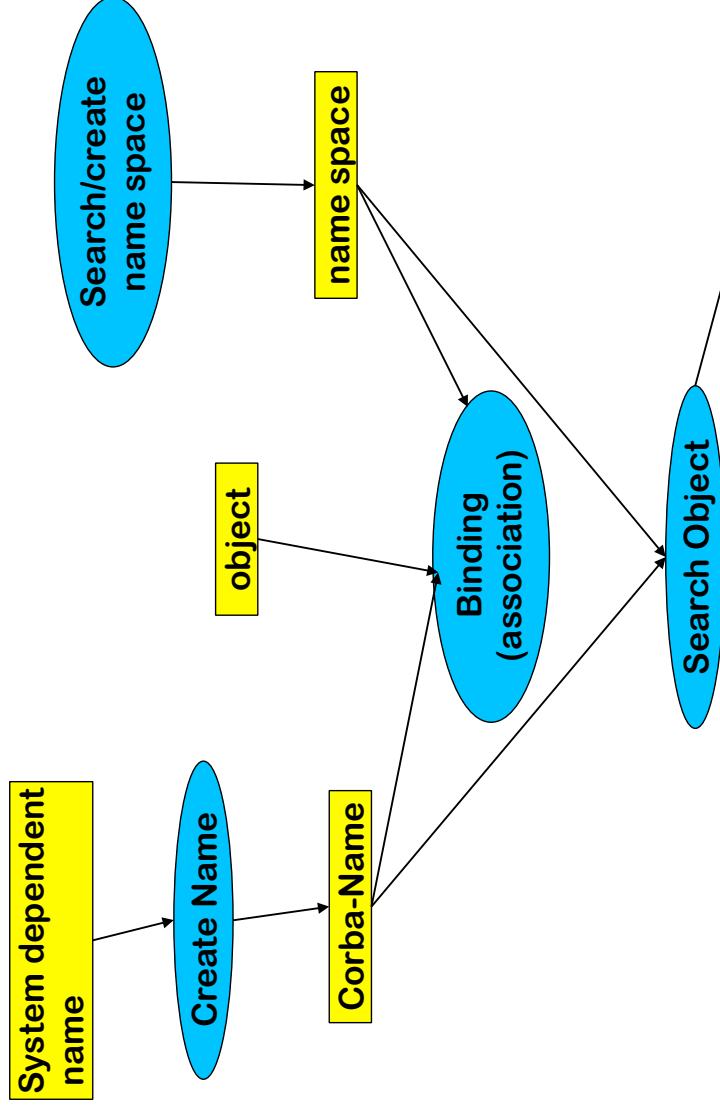 System dependent
name
Create Name
Corba-Name
object
Binding
(association)
Search/create
name space
name space
Search Object